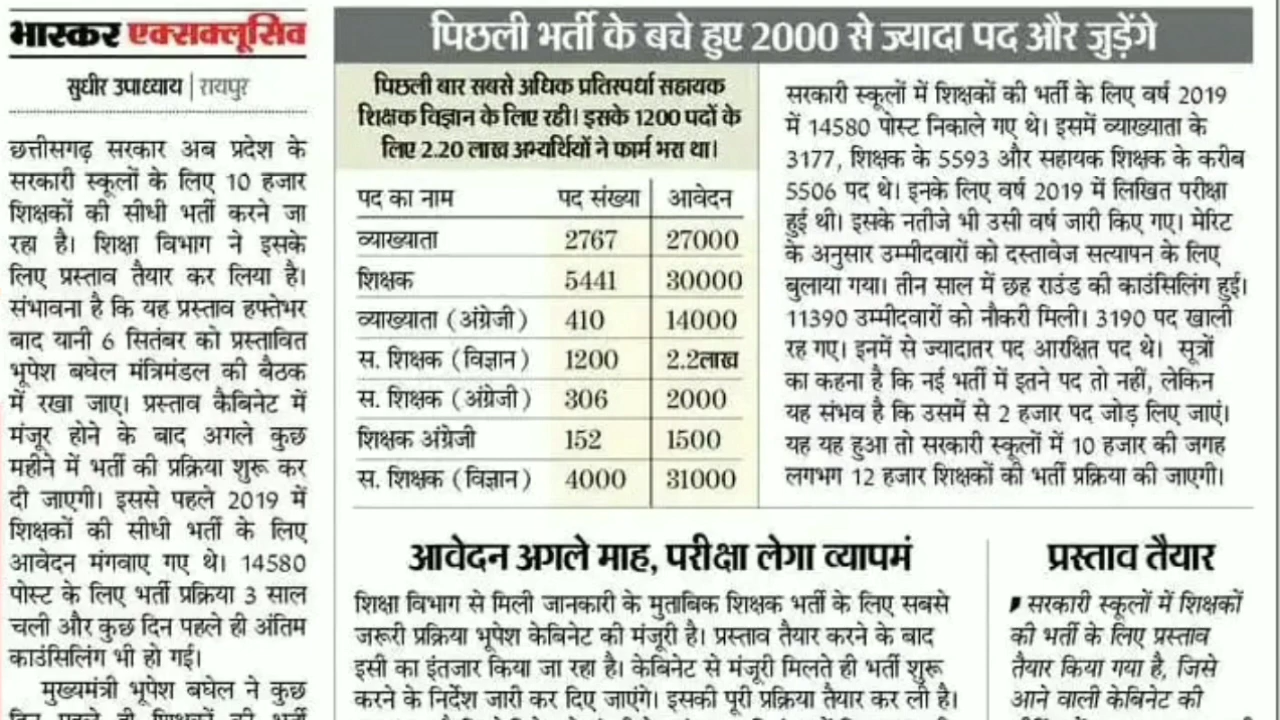 भास्कर एक्सक्लूसिव
सुधीर उपाध्याय | रायपुर
छत्तीसगढ़ सरकार अब प्रदेश के
सरकारी स्कूलों के लिए 10 हजार
शिक्षकों की सीधी भर्ती करने जा
रहा है। शिक्षा विभाग ने इसके
लिए प्रस्ताव तैयार कर लिया है।
संभावना है कि यह प्रस्ताव हफ्तेभर
बाद यानी 6 सितंबर को प्रस्तावित
भूपेश बघेल मंत्रिमंडल की बैठक
में रखा जाए। प्रस्ताव कैबिनेट में
मंजूर होने के बाद अगले कुछ
महीने में भर्ती की प्रक्रिया शुरू कर
दी जाएगी। इससे पहले 2019 में
शिक्षकों की सीधी भर्ती के लिए
आवेदन मंगवाए गए थे। 14580
पोस्ट के लिए भर्ती प्रक्रिया 3 साल
चली और कुछ दिन पहले ही अंतिम
काउंसिलिंग भी हो गई।
मुख्यमंत्री भूपेश बघेल ने कुछ
पिछली भर्ती के बचे हुए 2000 से ज्यादा पद और जुड़ेंगे
पिछली बार सबसे अधिक प्रतिस्पर्धा सहायक
शिक्षक विज्ञान के लिए रही। इसके 1200 पदों के
लिए 2.20 लाख अभ्यर्थियों ने फार्म भरा था।
पद का नाम पद संख्या आवेदन
व्याख्याता 2767 27000
शिक्षक 5441 30000
व्याख्याता (अंग्रेजी) 410 14000
स. शिक्षक (विज्ञान) 1200 2.2लाख
स. शिक्षक (अंग्रेजी) 306 2000
शिक्षक अंग्रेजी 152 1500
स. शिक्षक (विज्ञान) 4000 31000
सरकारी स्कूलों में शिक्षकों की भर्ती के लिए वर्ष 2019
में 14580 पोस्ट निकाले गए थे। इसमें व्याख्याता के
3177, शिक्षक के 5593 और सहायक शिक्षक के करीब
5506 पद थे। इनके लिए वर्ष 2019 में लिखित परीक्षा
हुई थी। इसके नतीजे भी उसी वर्ष जारी किए गए। मेरिट
के अनुसार उम्मीदवारों को दस्तावेज सत्यापन के लिए
बुलाया गया। तीन साल में छह राउंड की काउंसिलिंग हुई।
11390 उम्मीदवारों को नौकरी मिली। 3190 पद खाली
रह गए। इनमें से ज्यादातर पद आरक्षित पद थे। सूत्रों
का कहना है कि नई भर्ती में इतने पद तो नहीं, लेकिन
यह संभव है कि उसमें से 2 हजार पद जोड़ लिए जाएं।
यह यह हुआ तो सरकारी स्कूलों में 10 हजार की जगह
लगभग 12 हजार शिक्षकों की भर्ती प्रक्रिया की जाएगी।
आवेदन अगले माह, परीक्षा लेगा व्यापमं
शिक्षा विभाग से मिली जानकारी के मुताबिक शिक्षक भर्ती के लिए सबसे
जरूरी प्रक्रिया भूपेश केबिनेट की मंजूरी है। प्रस्ताव तैयार करने के बाद
इसी का इंतजार किया जा रहा है। केबिनेट से मंजूरी मिलते ही भर्ती शुरू
करने के निर्देश जारी कर दिए जाएंगे। इसकी पूरी प्रक्रिया तैयार कर ली है।
प्रस्ताव तैयार
सरकारी स्कूलों में शिक्षकों
की भर्ती के लिए प्रस्ताव
तैयार किया गया है, जिसे
आने वाली केबिनेट की